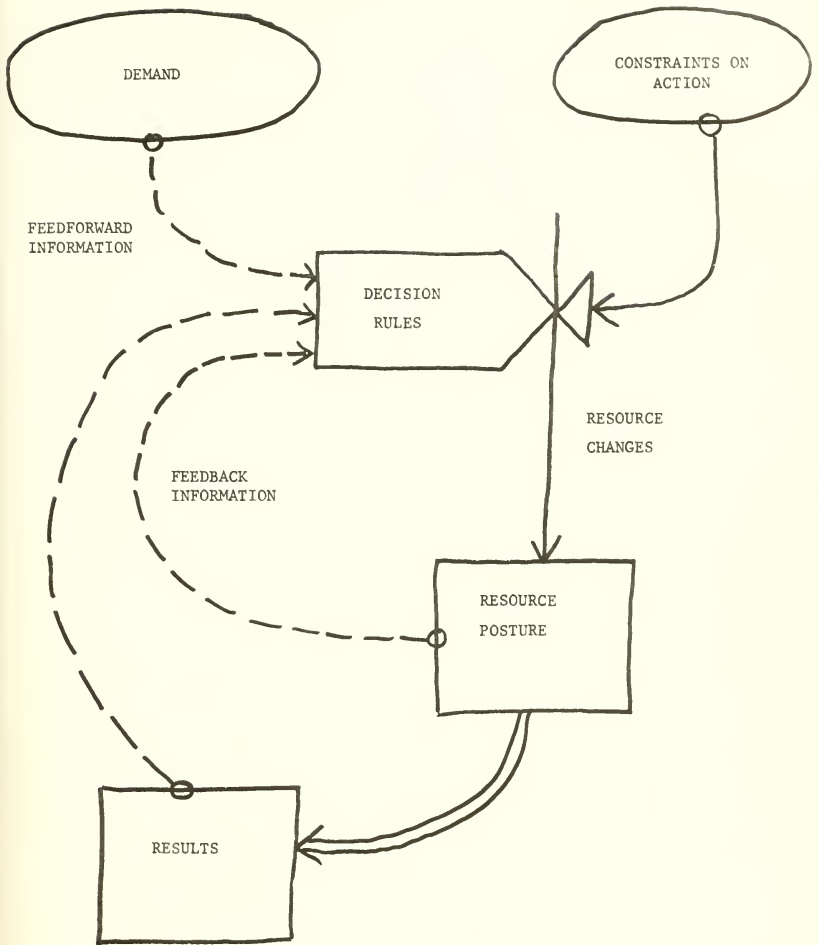 DEMAND
CONSTRAINTS ON
ACTION
FEEDFORWARD
INFORMATION
DECISION
RULES
RESOURCE
CHANGES
FEEDBACK
INFORMATION
RESOURCE
POSTURE
RESULTS